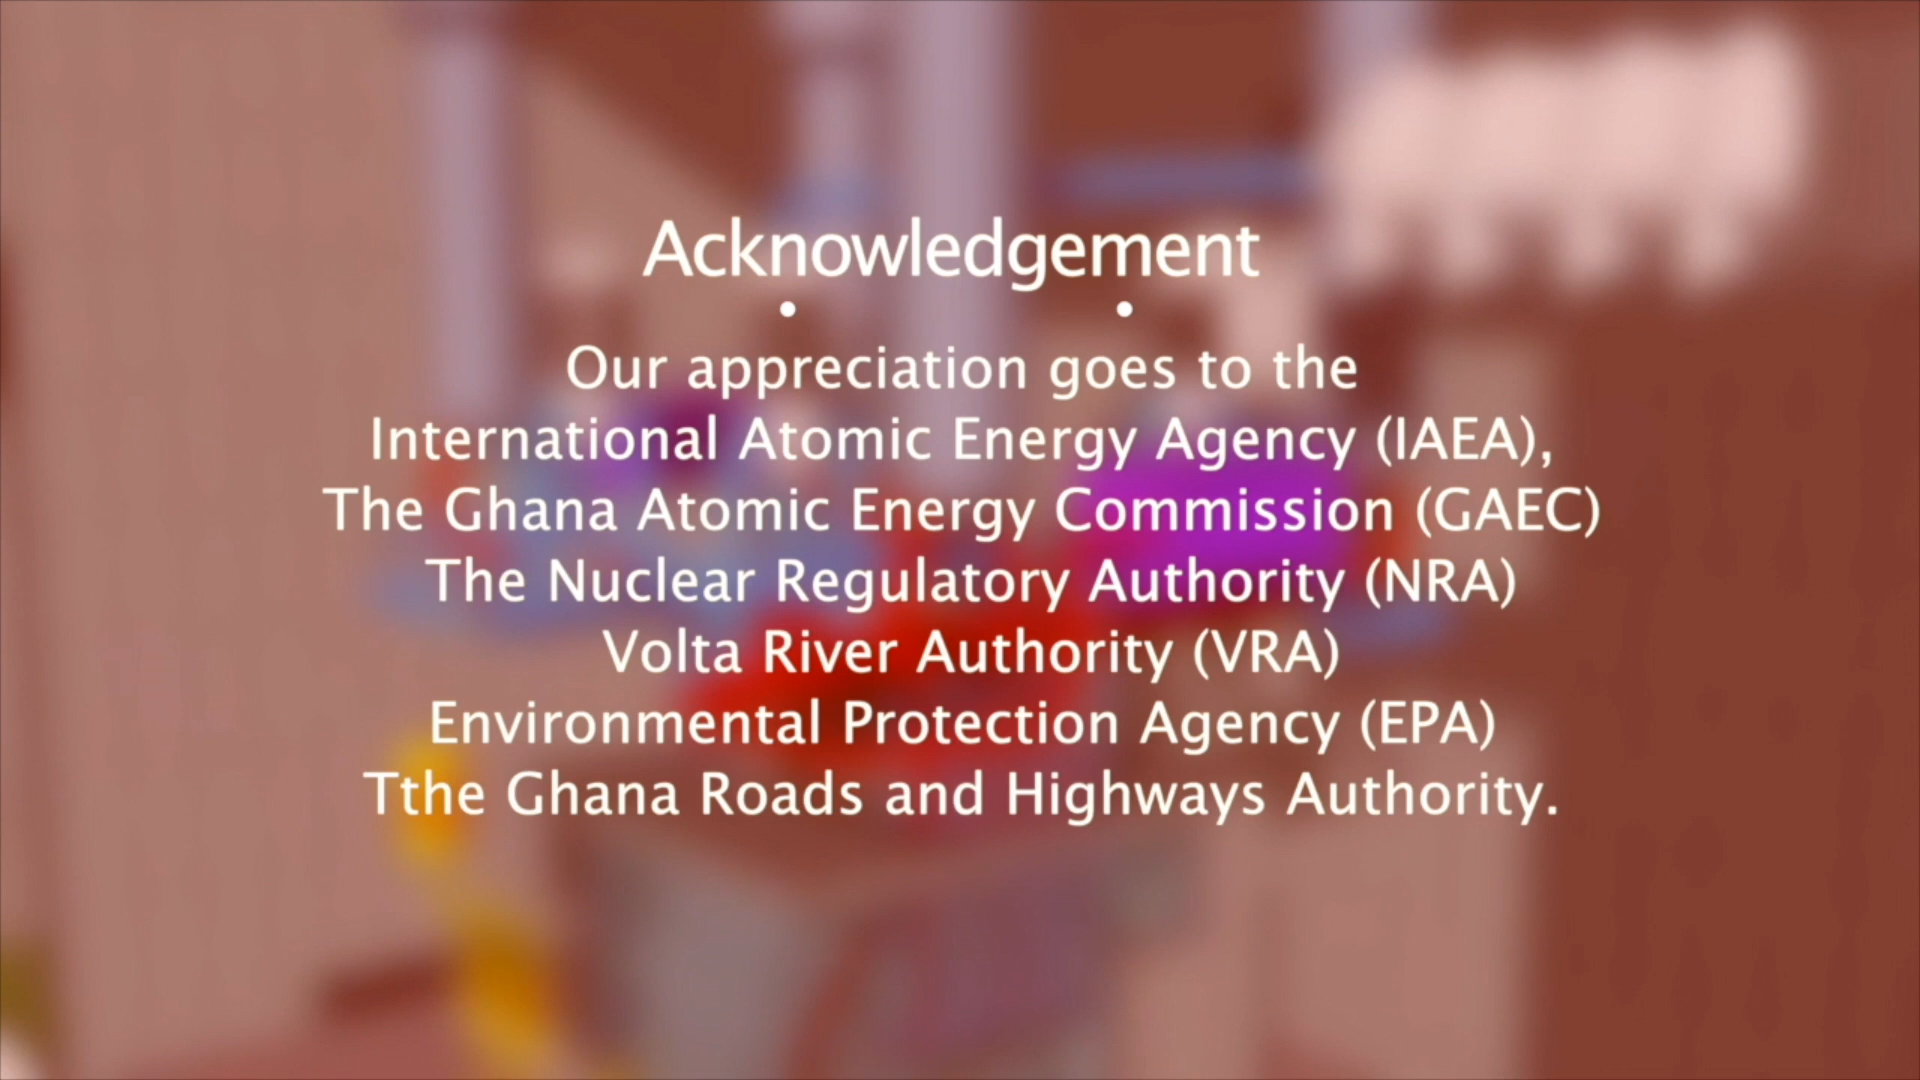 Acknowledgement
Our appreciation goes to the
International Atomic Energy Agency (IAEA),
The Ghana Atomic Energy Commission (GAEC)
The Nuclear Regulatory Authority (NRA)
Volta River Authority (VRA)
Environmental Protection Agency (EPA)
Tthe Ghana Roads and Highways Authority.